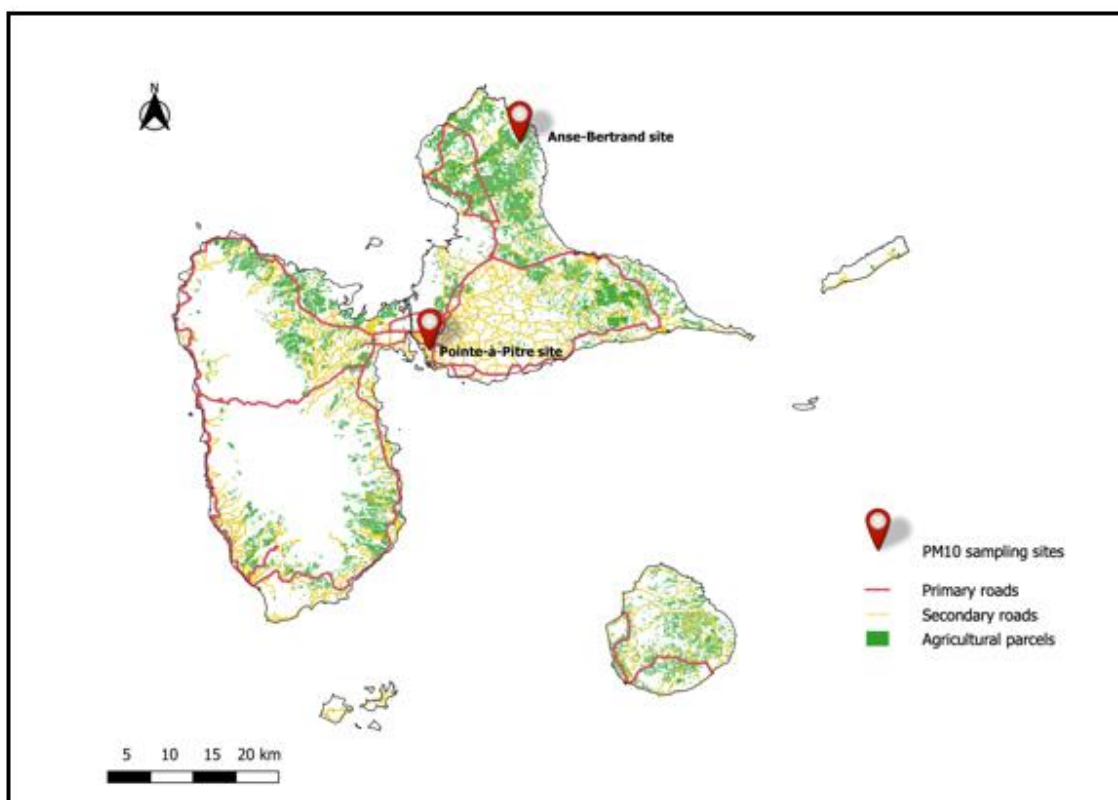 N
Anse-Bertrand site
Pointe-à-Pitre site
PM10 sampling sites
Primary roads
Secondary roads
Agricultural parcels
5 10 15 20 km